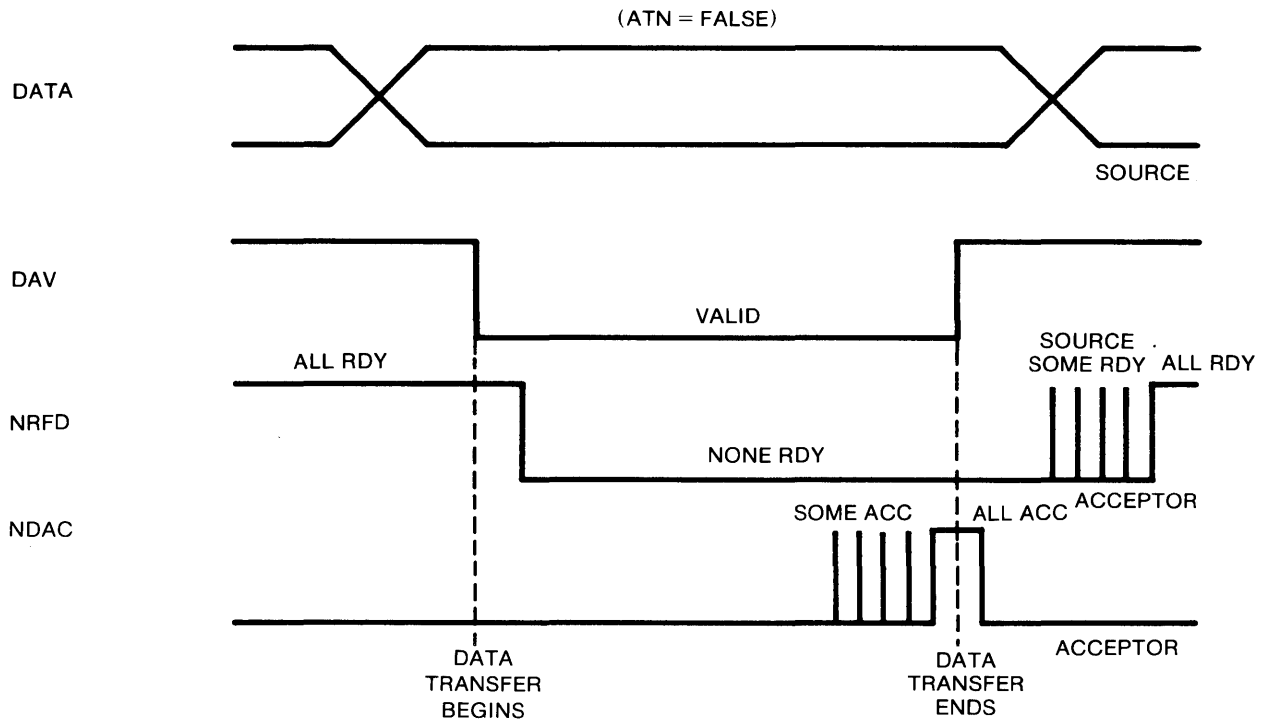 (ATN = FALSE)
DATA
SOURCE
DAV
VALID
SOURCE
ALL RDY
SOME RDY
ALL RDY
NRFD
NONE RDY
ACCEPTOR
NDAC
SOME ACC
ALL ACC
ACCEPTOR
DATA
TRANSFER
BEGINS
DATA
TRANSFER
ENDS